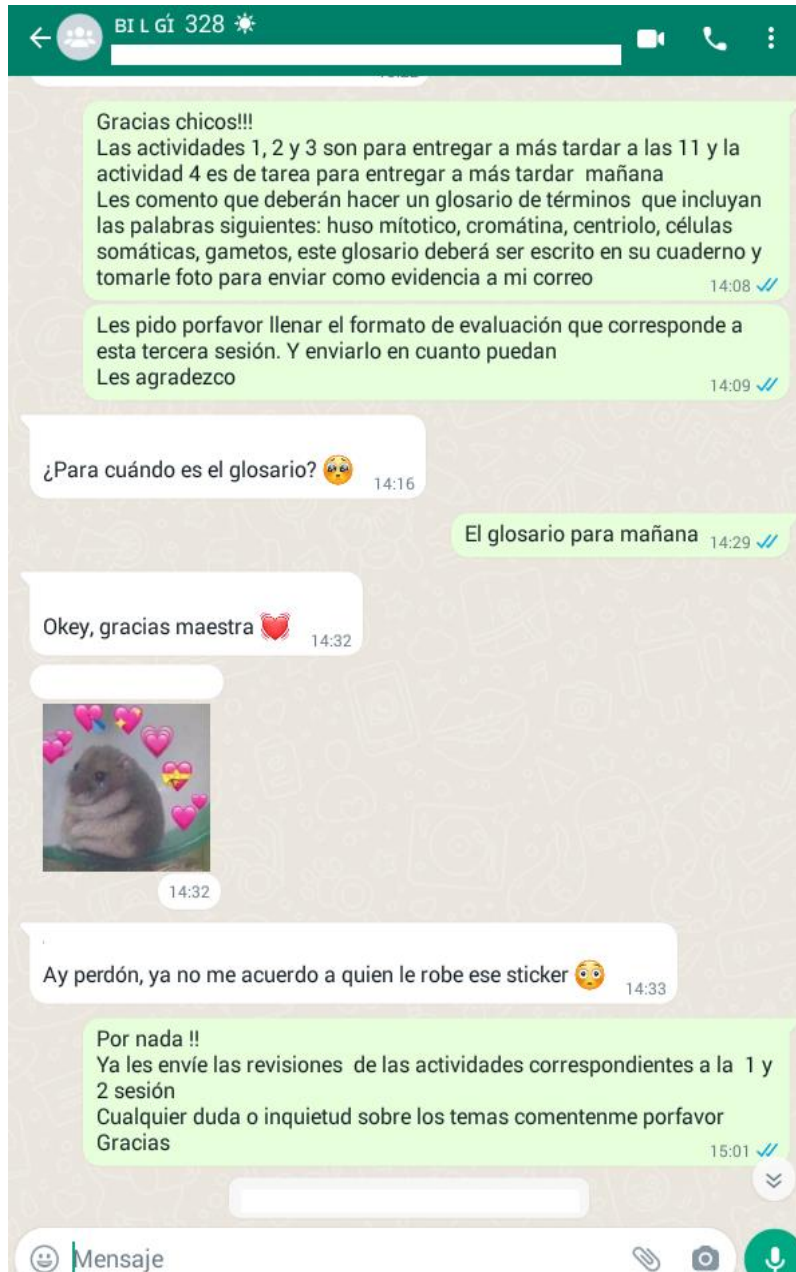 BI L GÍ 328 ☀
Gracias chicos!!!
Las actividades 1, 2 y 3 son para entregar a más tardar a las 11 y la
actividad 4 es de tarea para entregar a más tardar mañana
Les comento que deberán hacer un glosario de términos que incluyan
las palabras siguientes: huso mítotico, cromátina, centriolo, células
somáticas, gametos, este glosario deberá ser escrito en su cuaderno y
tomarle foto para enviar como evidencia a mi correo
14:08
Les pido porfavor llenar el formato de evaluación que corresponde a
esta tercera sesión. Y enviarlo en cuanto puedan
Les agradezco
14:09
¿Para cuándo es el glosario? 🥺 14:16
El glosario para mañana 14:29
Okey, gracias maestra 💓 14:32
14:32
Ay perdón, ya no me acuerdo a quien le robe ese sticker 😳 14:33
Por nada !!
Ya les envíe las revisiones de las actividades correspondientes a la 1 y
2 sesión
Cualquier duda o inquietud sobre los temas comentenme porfavor
Gracias
15:01
Mensaje